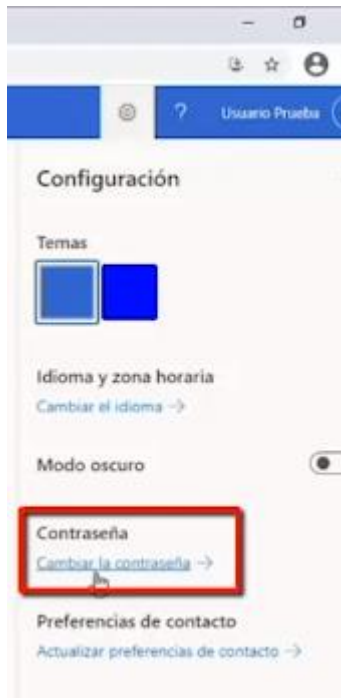 ? Usuario Prueba
Configuración
Temas
Idioma y zona horaria
Cambiar el idioma →
Modo oscuro
Contraseña
Cambiar la contraseña →
Preferencias de contacto
Actualizar preferencias de contacto →